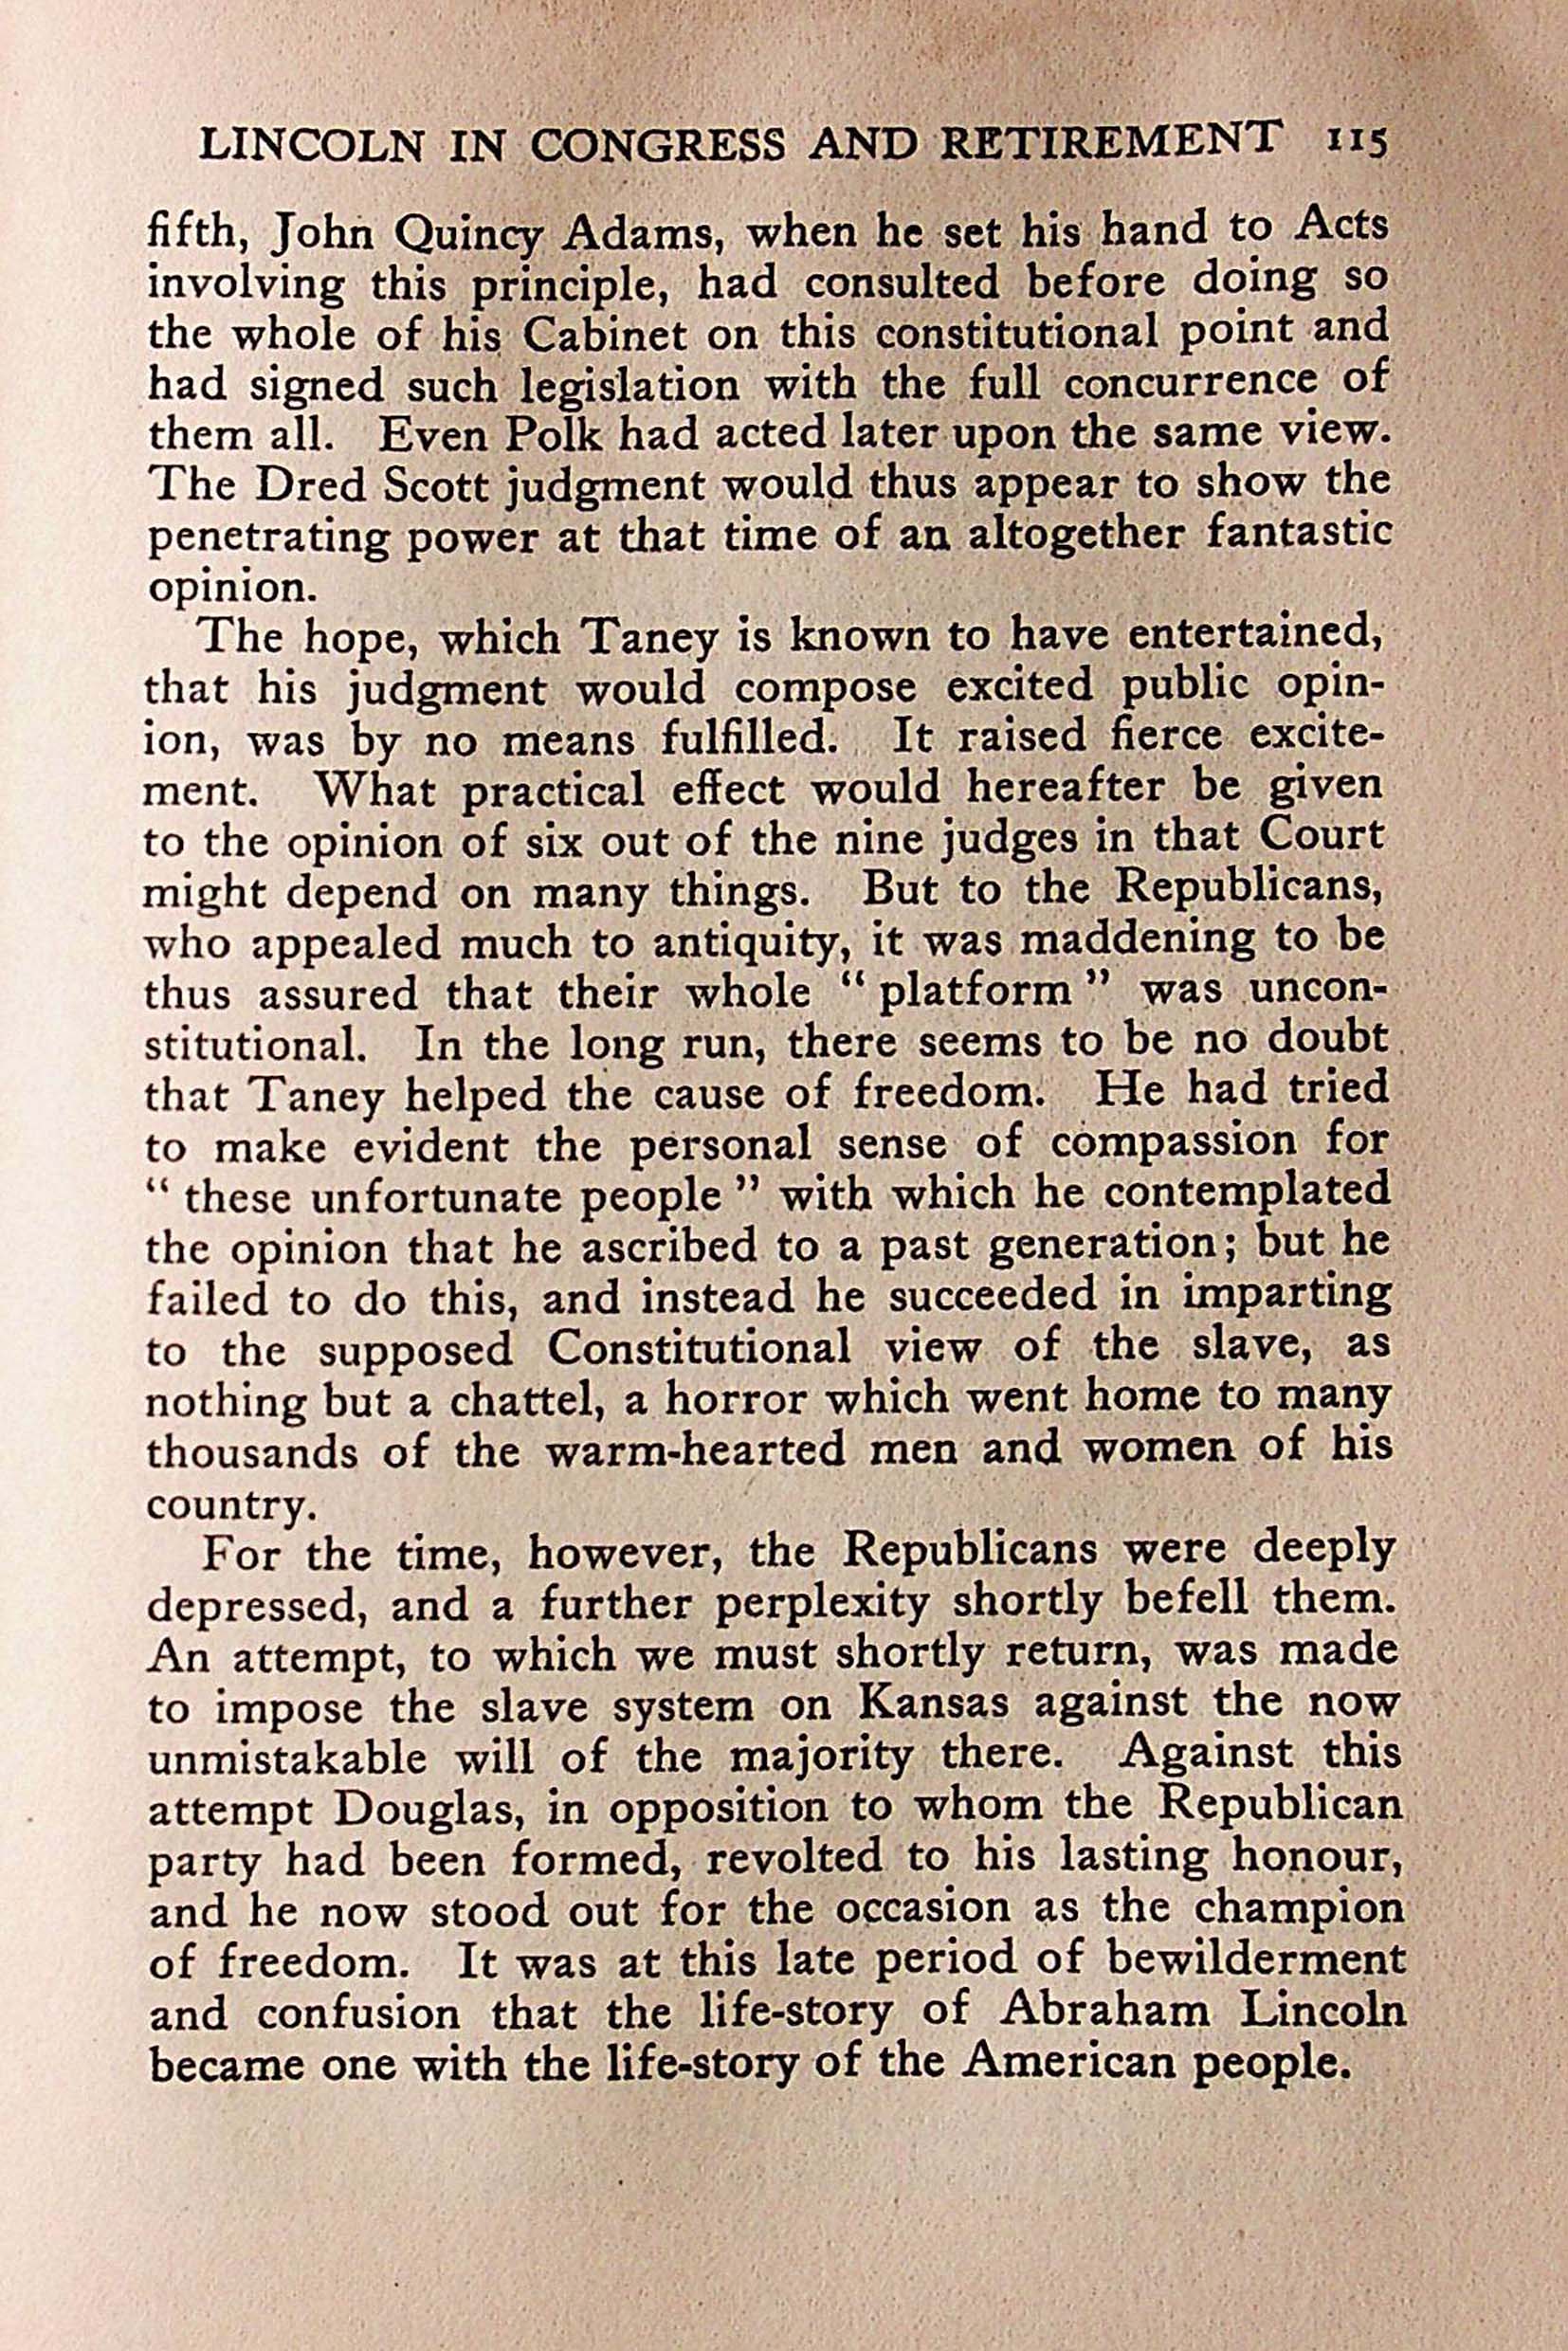 LINCOLN IN CONGRESS AND RETIREMENT 115
fifth, John Quincy Adams, when he set his hand to Acts
involving this principle, had consulted before doing so
the whole of his Cabinet on this constitutional point and
had signed such legislation with the full concurrence of
them all. Even Polk had acted later upon the same view.
The Dred Scott judgment would thus appear to show the
penetrating power at that time of an altogether fantastic
opinion.
The hope, which Taney is known to have entertained,
that his judgment would compose excited public opin-
ion, was by no means fulfilled. It raised fierce excite-
ment. What practical effect would hereafter be given
to the opinion of six out of the nine judges in that Court
might depend on many things. But to the Republicans,
who appealed much to antiquity, it was maddening to be
thus assured that their whole “ platform ” was uncon-
stitutional. In the long run, there seems to be no doubt
that Taney helped the cause of freedom. He had tried
to make evident the personal sense of compassion for
“ these unfortunate people ” with which he contemplated
the opinion that he ascribed to a past generation; but he
failed to do this, and instead he succeeded in imparting
to the supposed Constitutional view of the slave, as
nothing but a chattel, a horror which went home to many
thousands of the warm-hearted men and women of his
country.
For the time, however, the Republicans were deeply
depressed, and a further perplexity shortly befell them.
An attempt, to which we must shortly return, was made
to impose the slave system on Kansas against the now
unmistakable will of the majority there. Against this
attempt Douglas, in opposition to whom the Republican
party had been formed, revolted to his lasting honour,
and he now stood out for the occasion as the champion
of freedom. It was at this late period of bewilderment
and confusion that the life-story of Abraham Lincoln
became one with the life-story of the American people.